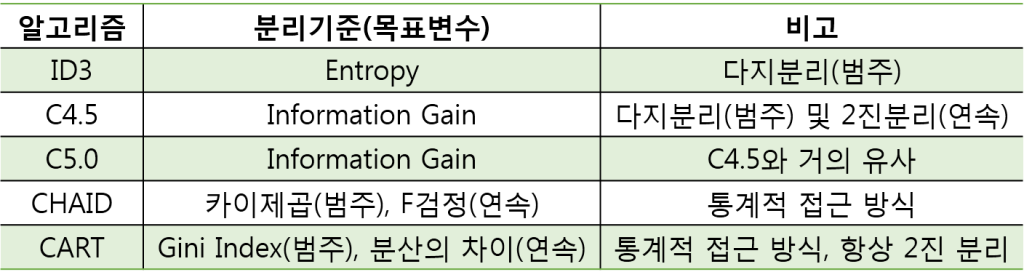 알고리즘 분리기준(목표변수) 비고
ID3 Entropy 다지분리(범주)
C4.5 Information Gain 다지분리(범주) 및 2진분리(연속)
C5.0 Information Gain C4.5와 거의 유사
CHAID 카이제곱(범주), F검정(연속) 통계적 접근 방식
CART Gini Index(범주), 분산의 차이(연속) 통계적 접근 방식, 항상 2진 분리